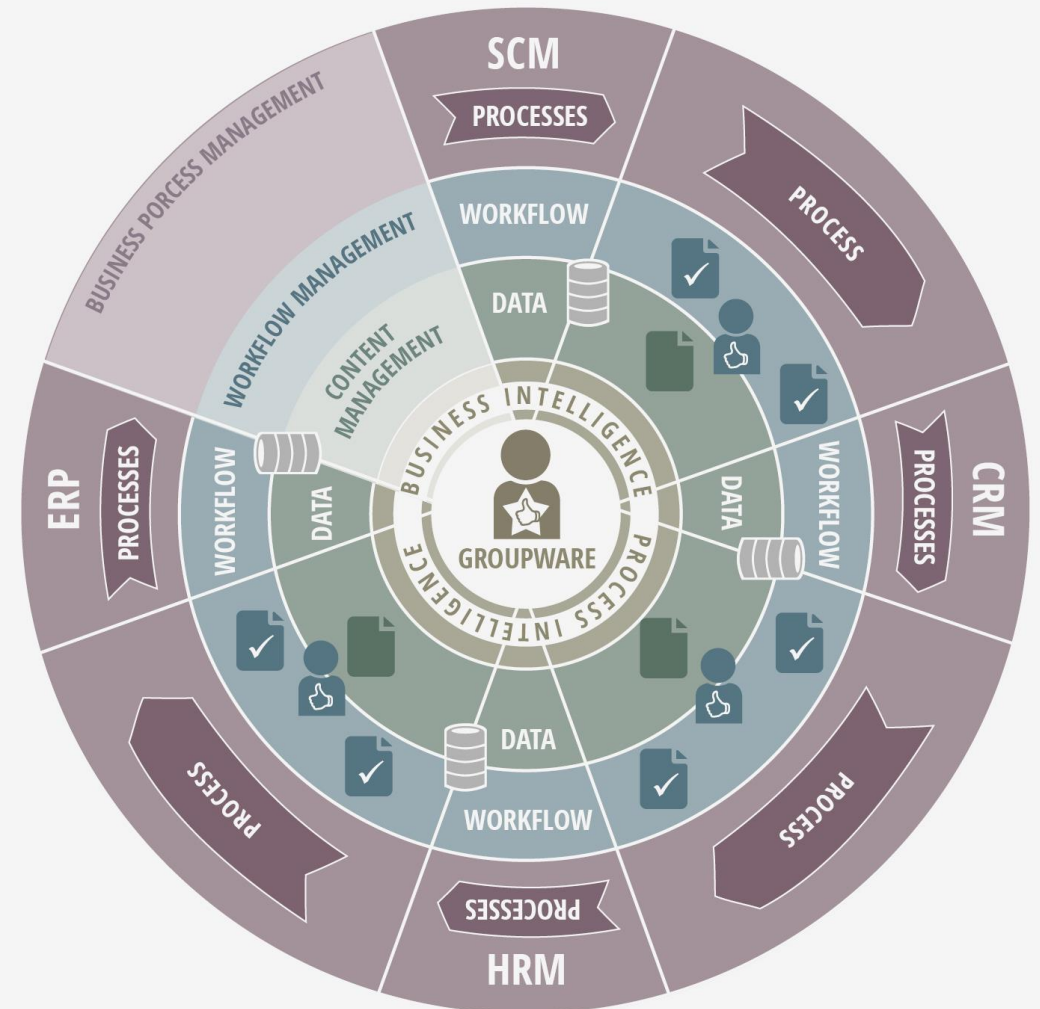 SCM
PROCESSES
WORKFLOW
DATA
PROCESS
CRM
PROCESSES
WORKFLOW
DATA
PROCESS
HRM
PROCESSES
WORKFLOW
DATA
PROCESS
ERP
PROCESSES
WORKFLOW
DATA
BUSINESS PORCESS MANAGEMENT
WORKFLOW MANAGEMENT
CONTENT
MANAGEMENT
BUSINESS INTELLIGENCE
PROCESS INTELLIGENCE
GROUPWARE